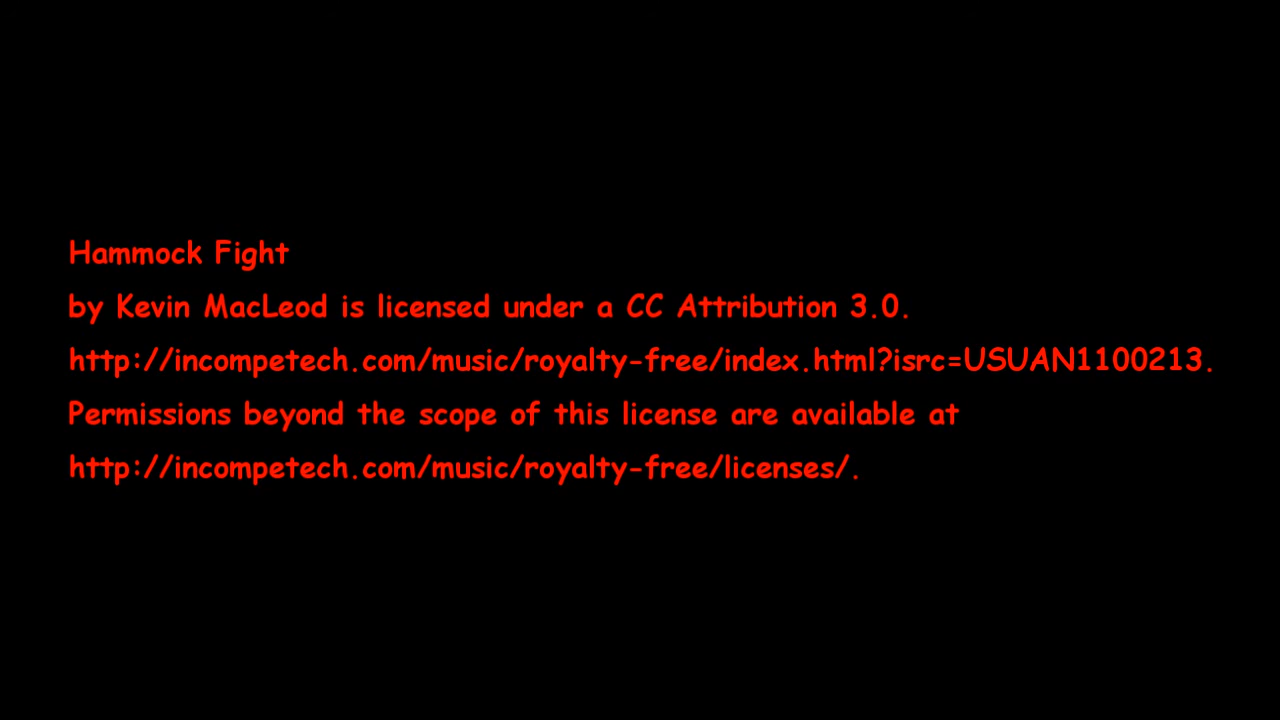 Hammock Fight
by Kevin MacLeod is licensed under a CC Attribution 3.0.
http://incompetech.com/music/royalty-free/index.html?isrc=USUAN1100213.
Permissions beyond the scope of this license are available at
http://incompetech.com/music/royalty-free/licenses/.